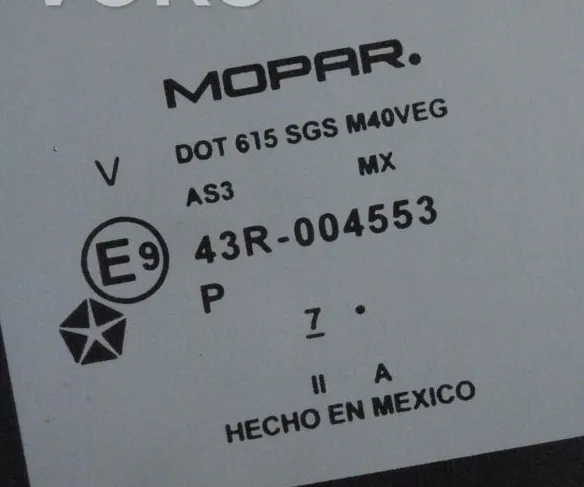 MOPAR.
DOT 615 SGS M40VEG
V
AS3 MX
E9 43R-004553
P
7 .
II A
HECHO EN MEXICO